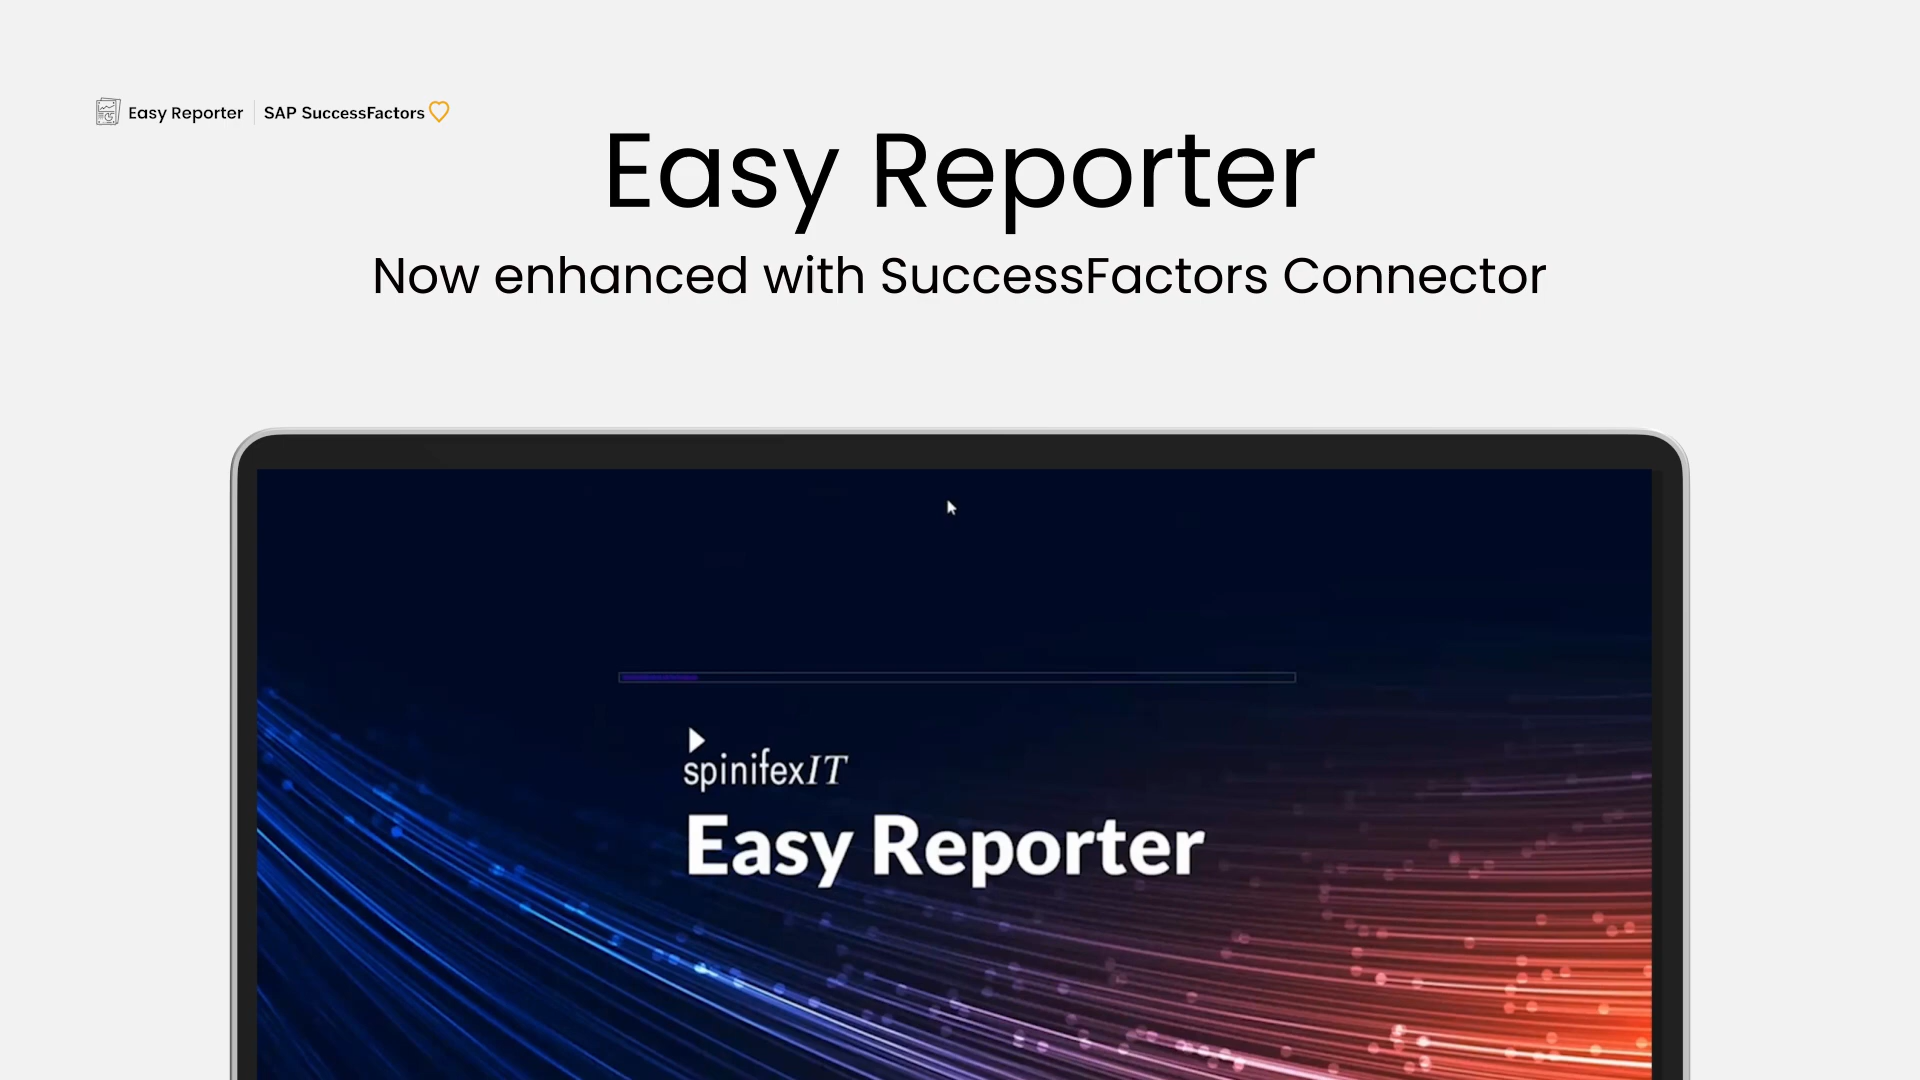 Easy Reporter | SAP SuccessFactors
Easy Reporter
Now enhanced with SuccessFactors Connector
spinifexIT
Easy Reporter